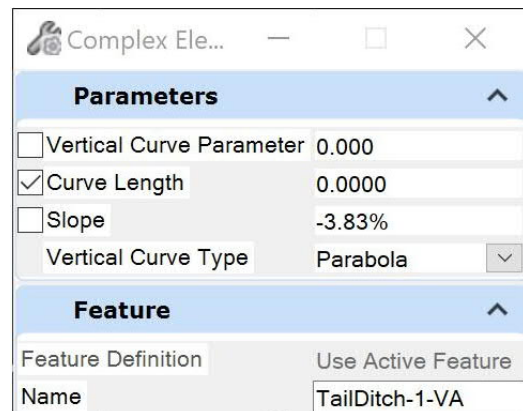 Complex Ele...
Parameters
Vertical Curve Parameter 0.000
Curve Length 0.0000
Slope -3.83%
Vertical Curve Type Parabola
Feature
Feature Definition Use Active Feature
Name TailDitch-1-VA